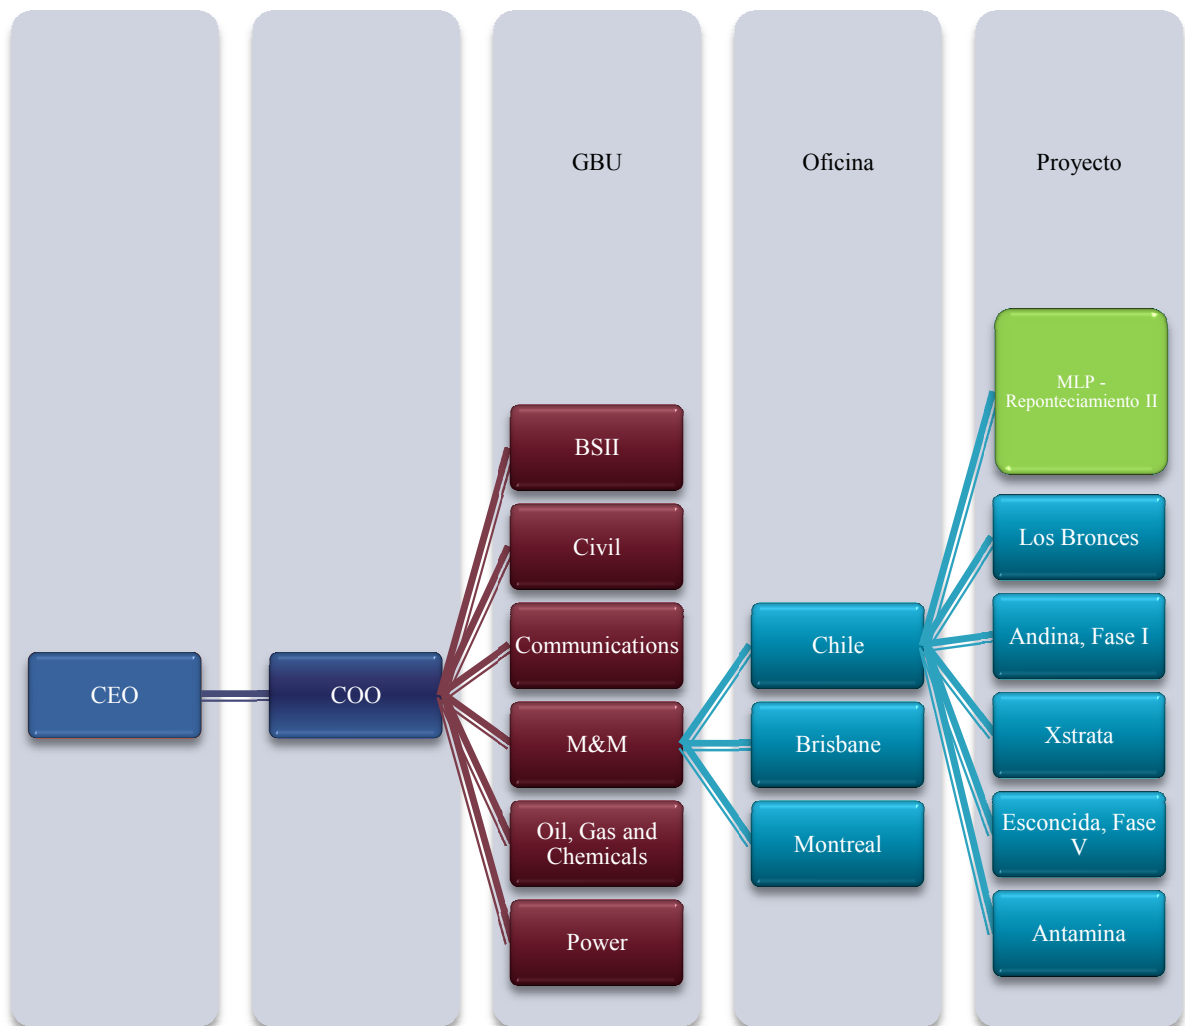 GBU
Oficina
Proyecto
CEO
COO
BSII
Civil
Communications
M&M
Oil, Gas and
Chemicals
Power
Chile
Brisbane
Montreal
MLP -
Reponteciamiento II
Los Bronces
Andina, Fase I
Xstrata
Esconcida, Fase
V
Antamina